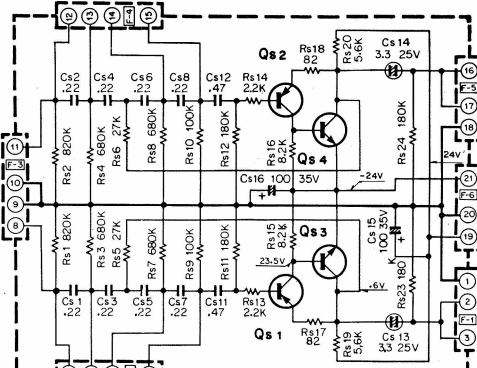 12 13 14 F-4 15
Rs18
82
Rs20
5.6K
Cs14
3.3 25V
Qs2
Cs2
.22
Cs4
.22
Cs6
.22
Cs8
.22
Cs12
.47
Rs14
2.2K
16
F-5
17
18
11
F-3
10
9
8
Rs2 820K
Rs4 680K
Rs6 27K
Rs8 680K
Rs10 100K
Rs12 180K
Rs16
8.2K
Qs4
Rs24 180K
24V
Cs16 100 35V
+
-24V
21
F-6
20
19
Rs1 820K
Rs3 680K
Rs5 27K
Rs7 680K
Rs9 100K
Rs11 180K
Rs15
8.2K
Qs3
Cs15
100 35V
+
K
23.5V
.6V
Rs23 180
Cs1
.22
Cs3
.22
Cs5
.22
Cs7
.22
Cs11
.47
Rs13
2.2K
Qs1
Rs17
82
Rs19
5.6K
Cs13
3.3 25V
1
2
F-1
3